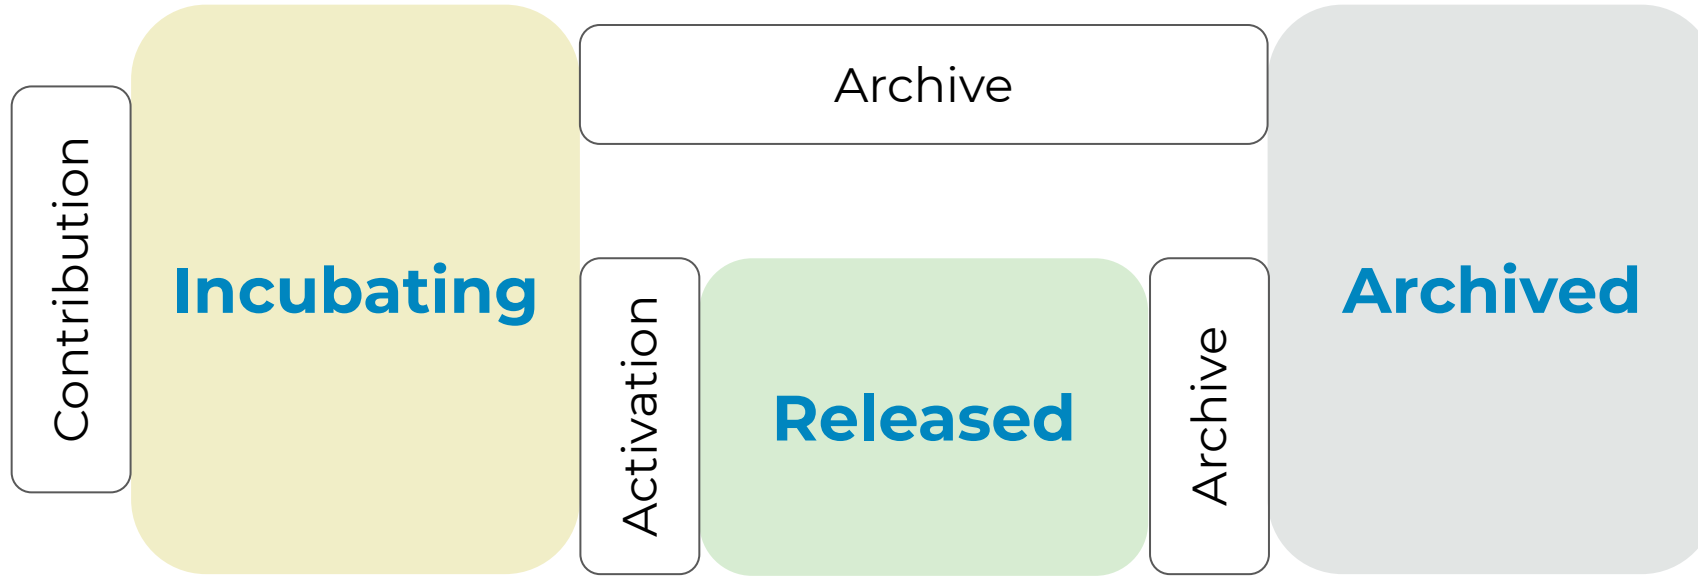 Contribution
Incubating
Archive
Activation
Released
Archive
Archived